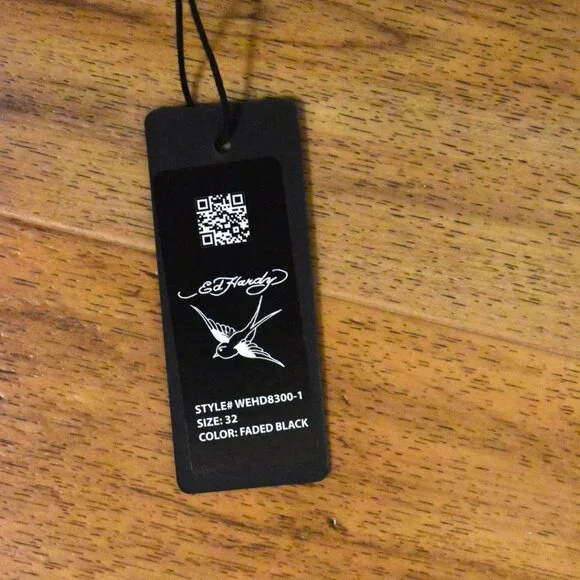 Ed Hardy
STYLE# WEHD8300-1
SIZE: 32
COLOR: FADED BLACK